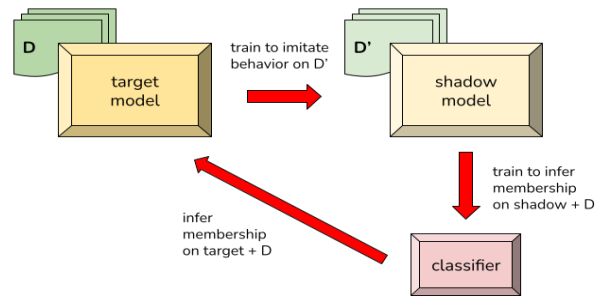 D
target
model
train to imitate
behavior on D’
D’
shadow
model
train to infer
membership
on shadow + D
infer
membership
on target + D
classifier